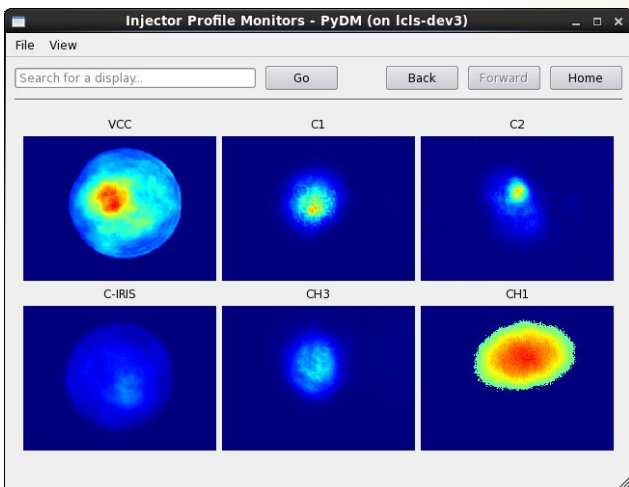 Injector Profile Monitors - PyDM (on lcls-dev3)
File View
Search for a display... Go Back Forward Home
VCC C1 C2
C-IRIS CH3 CH1